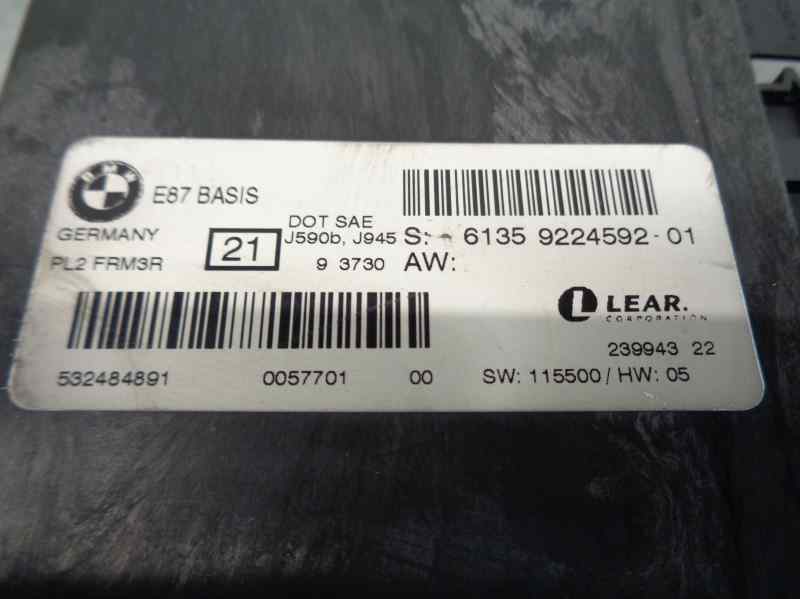 BMW
E87 BASIS
GERMANY
PL2 FRM3R
21
DOT SAE
J590b, J945
9 3730
S: 6135 9224592-01
AW:
LEAR.
CORPORATION
239943 22
532484891 0057701 00
SW: 115500 / HW: 05